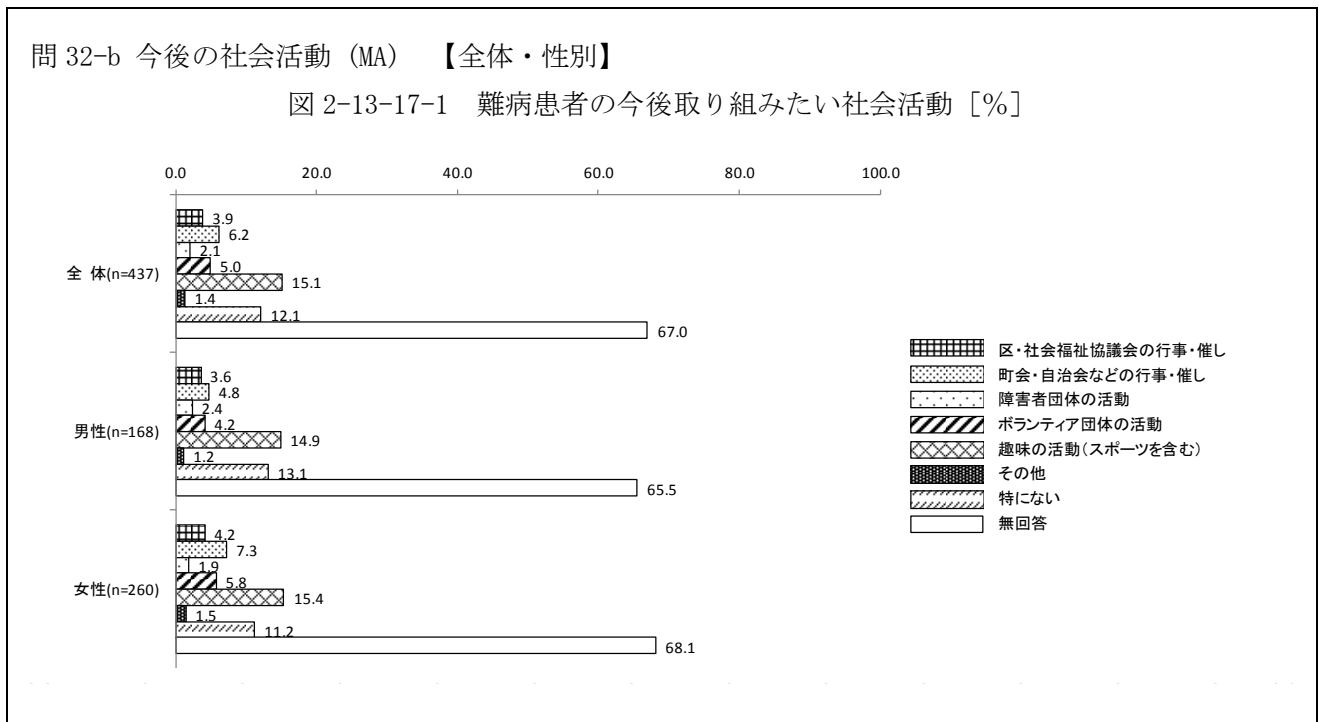 問 32-b 今後の社会活動 (MA) 【全体・性別】
図 2-13-17-1 難病患者の今後取り組みたい社会活動［%］
0.0 20.0 40.0 60.0 80.0 100.0
全 体(n=437)
3.9
6.2
2.1
5.0
15.1
1.4
12.1
67.0
男性(n=168)
3.6
4.8
2.4
4.2
14.9
1.2
13.1
65.5
女性(n=260)
4.2
7.3
1.9
5.8
15.4
1.5
11.2
68.1
区・社会福祉協議会の行事・催し
町会・自治会などの行事・催し
障害者団体の活動
ボランティア団体の活動
趣味の活動(スポーツを含む)
その他
特にない
無回答